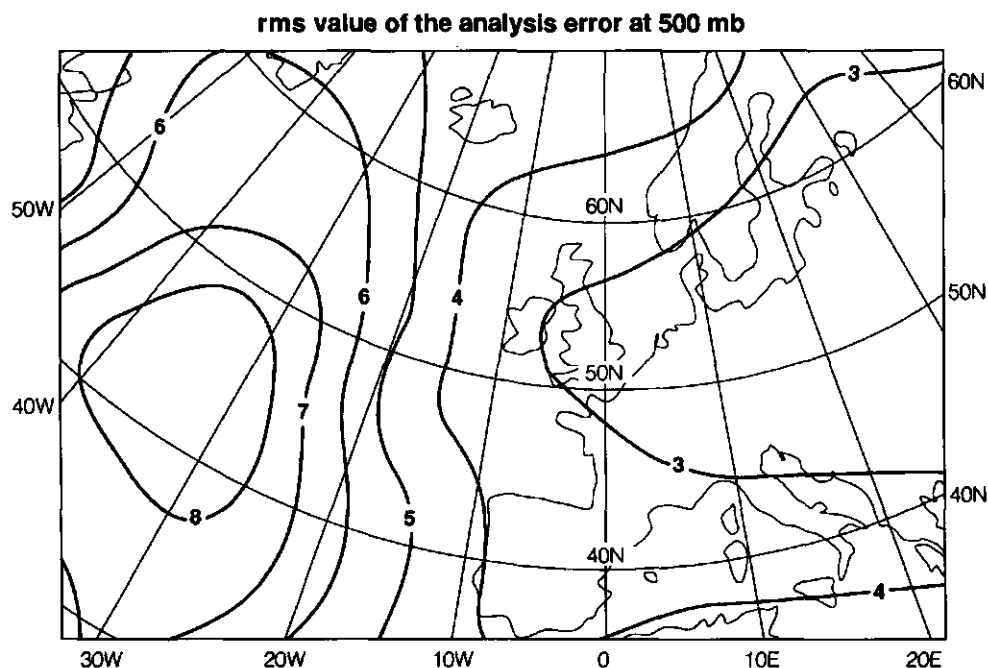 rms value of the analysis error at 500 mb
3
60N
6
50W
60N
50N
6
4
50N
40W
7
3
40N
8
5
40N
4
30W
20W
10W
0
10E
20E